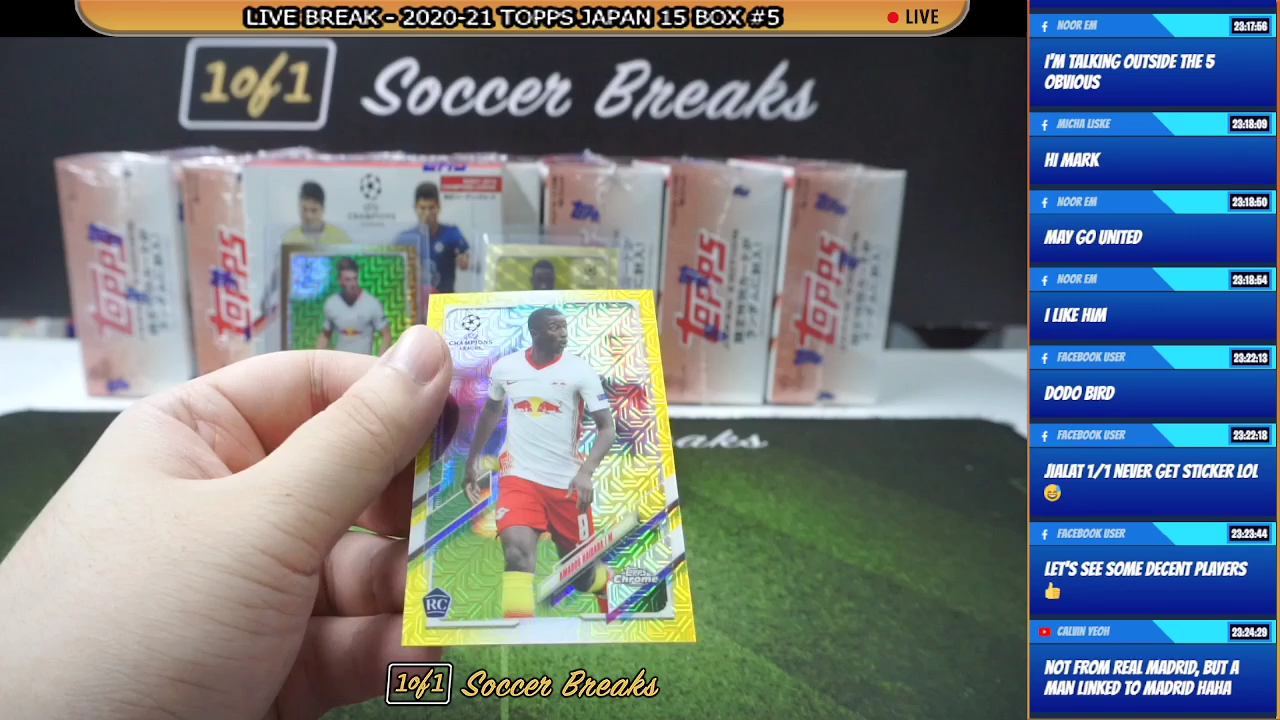 LIVE BREAK - 2020-21 TOPPS JAPAN 15 BOX #5
LIVE
1of1
Soccer Breaks
CHAMPIONS
TOPPS
TOPPS
TOPPS
TOPPS
CHAMPIONS
LEAGUE
8
AMADOU HAIDARA | M
TOPPS
Chrome
RC
1of1 Soccer Breaks
NOOR EM 23:17:56
I'M TALKING OUTSIDE THE 5
OBVIOUS
MICHA LISKE 23:18:09
HI MARK
NOOR EM 23:18:50
MAY GO UNITED
NOOR EM 23:18:54
I LIKE HIM
FACEBOOK USER 23:22:13
DODO BIRD
FACEBOOK USER 23:22:18
JIALAT 1/1 NEVER GET STICKER LOL
😅
FACEBOOK USER 23:23:44
LET'S SEE SOME DECENT PLAYERS
👍
CALVIN YEOH 23:24:29
NOT FROM REAL MADRID, BUT A
MAN LINKED TO MADRID HAHA